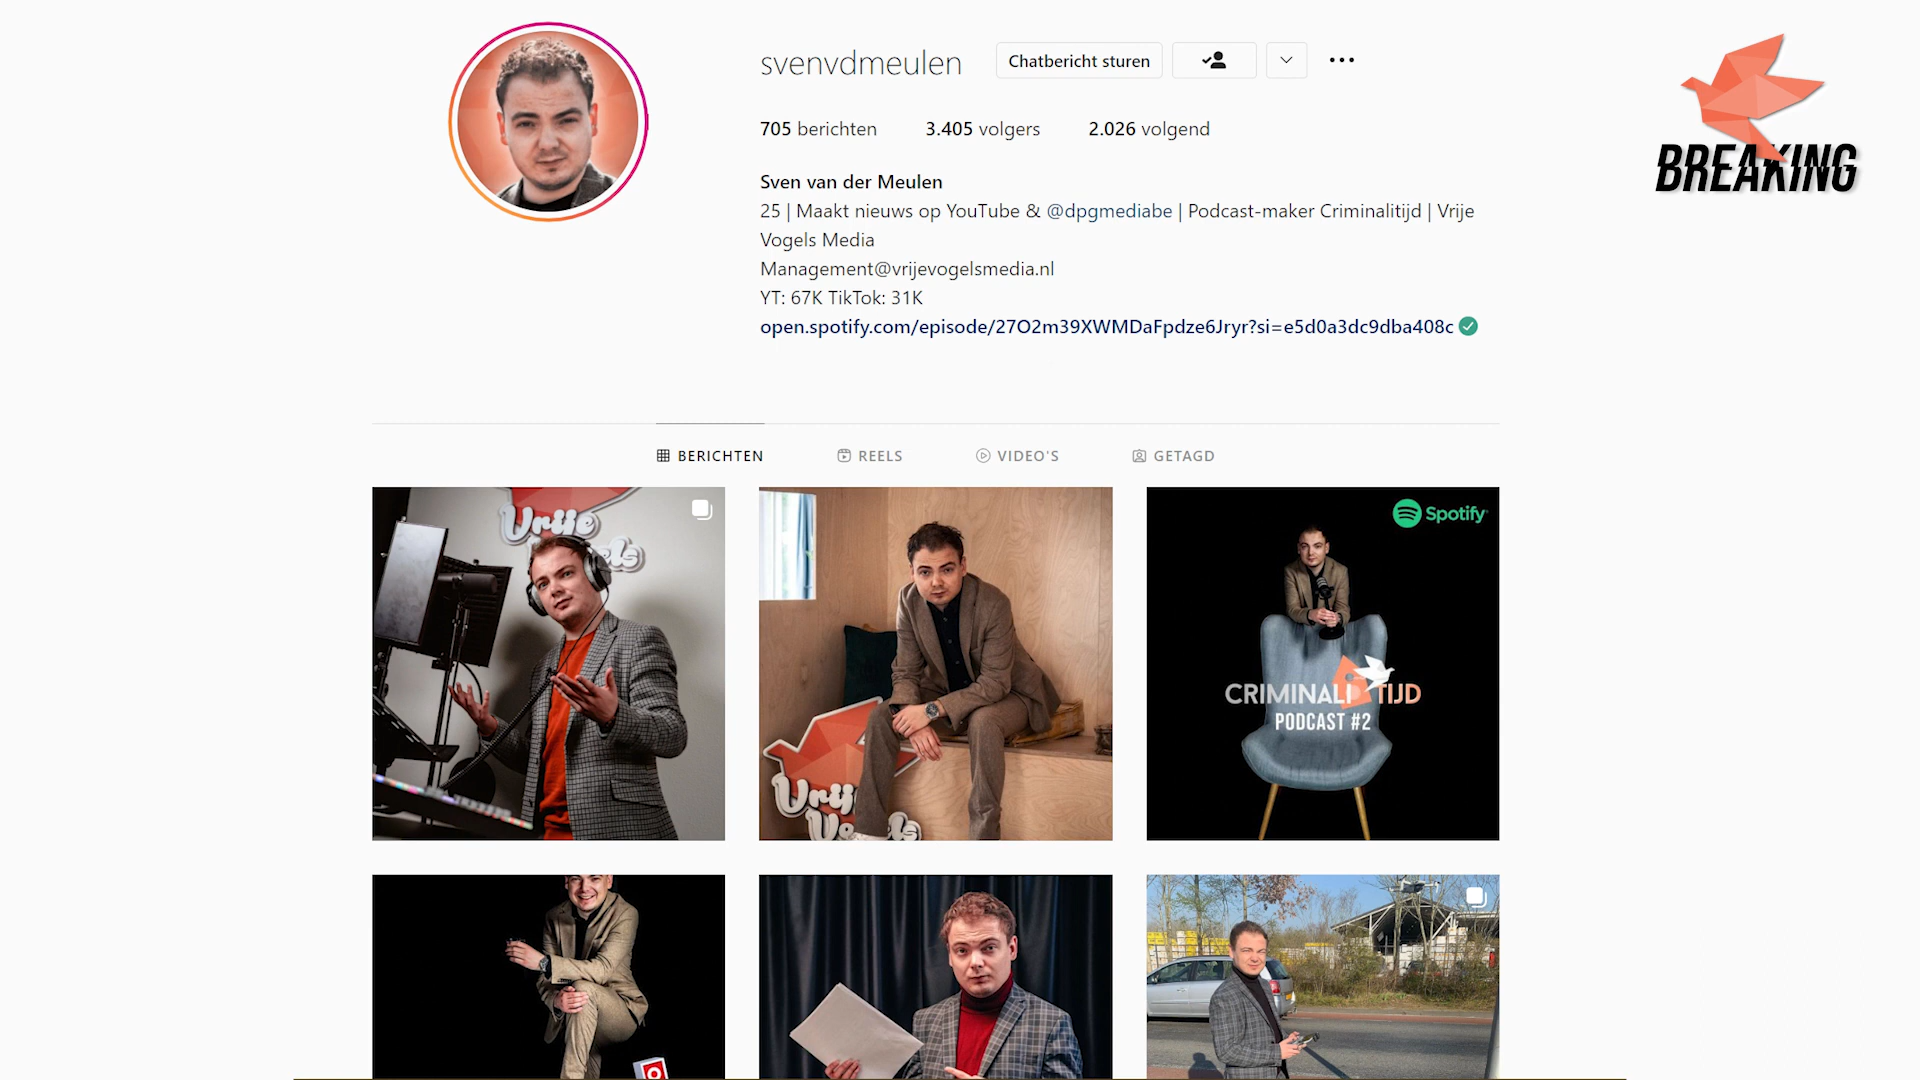 svenvdmeulen
Chatbericht sturen
705 berichten
3.405 volgers
2.026 volgend
Sven van der Meulen
25 | Maakt nieuws op YouTube & @dpgmediabe | Podcast-maker Criminalitijd | Vrije
Vogels Media
Management@vrijevogelsmedia.nl
YT: 67K TikTok: 31K
open.spotify.com/episode/27O2m39XWMDaFpdze6Jryr?si=e5d0a3dc9dba408c
BREAKING
BERICHTEN
REELS
VIDEO'S
GETAGD
Vrije
Spotify
CRIMINALITIJD
PODCAST #2